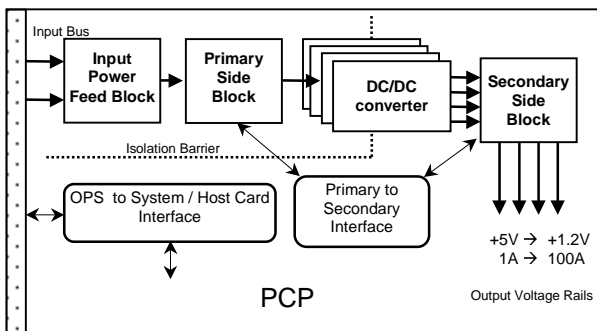 Input Bus
Input
Power
Feed Block
Primary
Side
Block
DC/DC
converter
Secondary
Side
Block
Isolation Barrier
OPS to System / Host Card
Interface
Primary to
Secondary
Interface
+5V → +1.2V
1A → 100A
PCP
Output Voltage Rails